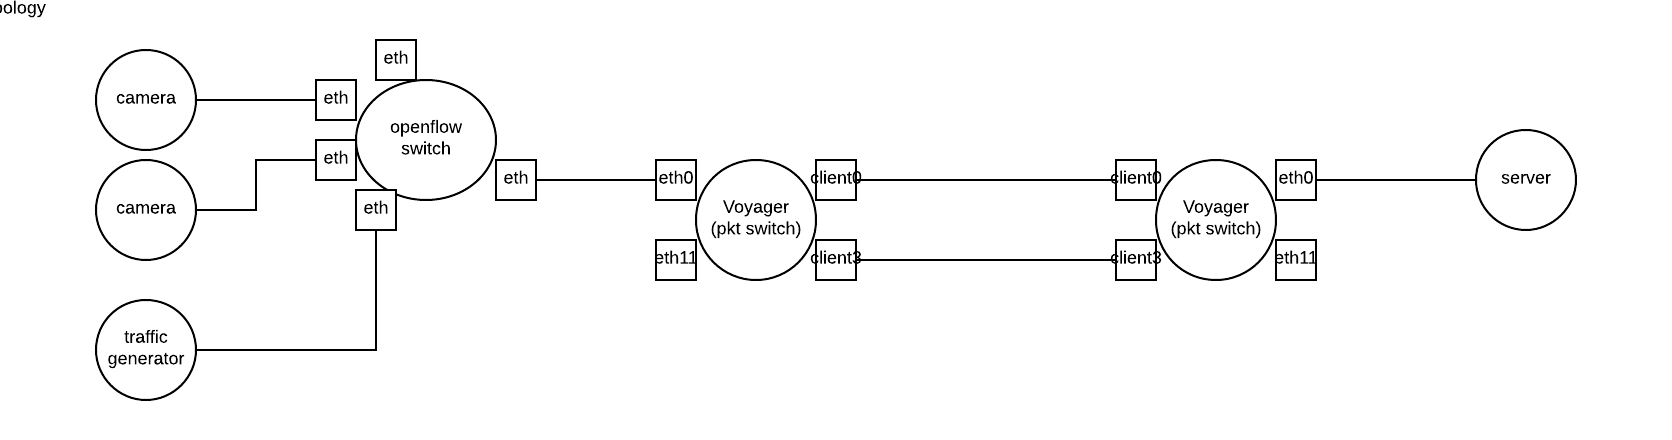 pology
eth
camera
eth
openflow
switch
eth
camera
eth
eth
traffic
generator
eth0
client0
Voyager
(pkt switch)
eth11
client3
client0
eth0
Voyager
(pkt switch)
client3
eth11
server